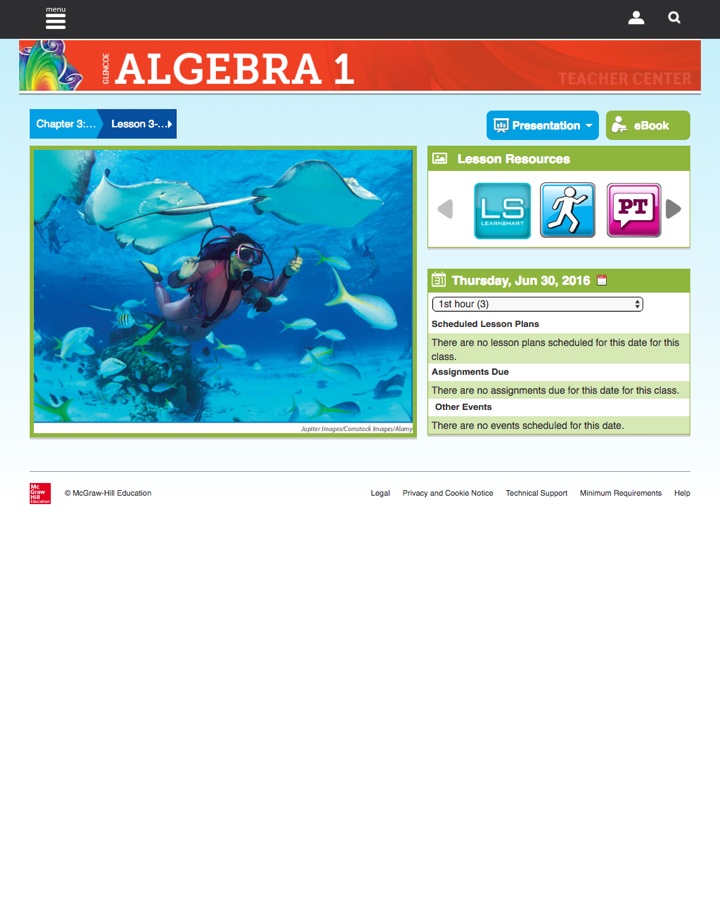 menu
GLENCOE
ALGEBRA 1
TEACHER CENTER
Chapter 3:... Lesson 3-...
Presentation
eBook
Lesson Resources
LS
LEARNSMART
PT
31 Thursday, Jun 30, 2016
1st hour (3)
Scheduled Lesson Plans
There are no lesson plans scheduled for this date for this
class.
Assignments Due
There are no assignments due for this date for this class.
Other Events
There are no events scheduled for this date.
Jupiter Images/Comstock Images/Alamy
Mc
Graw
Hill
Education
© McGraw-Hill Education
Legal Privacy and Cookie Notice Technical Support Minimum Requirements Help